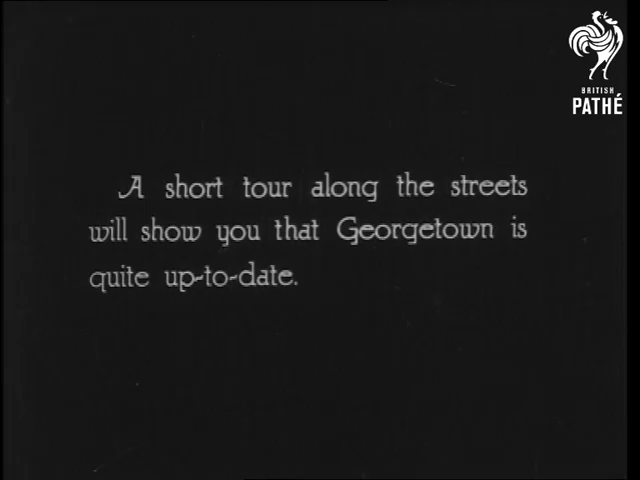 BRITISH
PATHÉ
A short tour along the streets
will show you that Georgetown is
quite up-to-date.